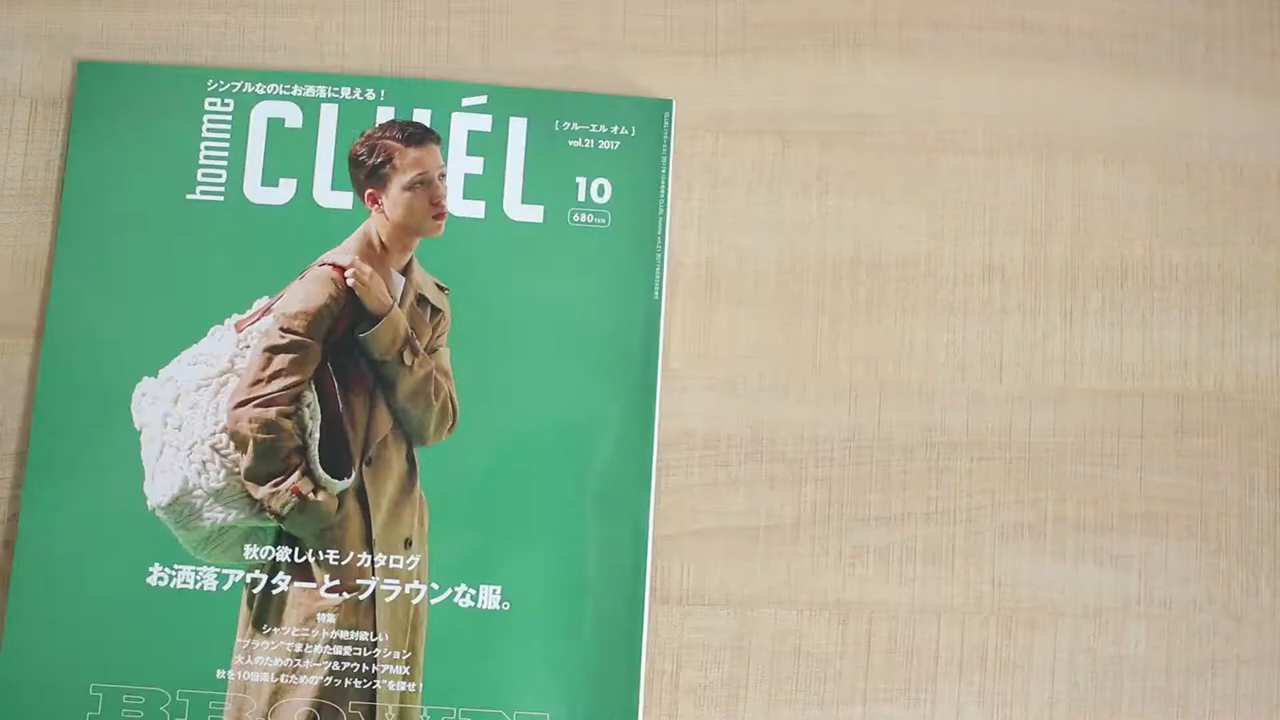 シンプルなのにお洒落に見える！
homme
CLUÉL
[ クルーエル オム ]
vol.21 2017
10
680 YEN
秋の欲しいモノカタログ
お洒落アウターと、ブラウンな服。
特集
シャツとニットが絶対欲しい
"ブラウン"でまとめた偏愛コレクション
大人のためのスポーツ&アウトドアMIX
秋を10倍楽しむための"グッドセンス"を探せ！
BROWN